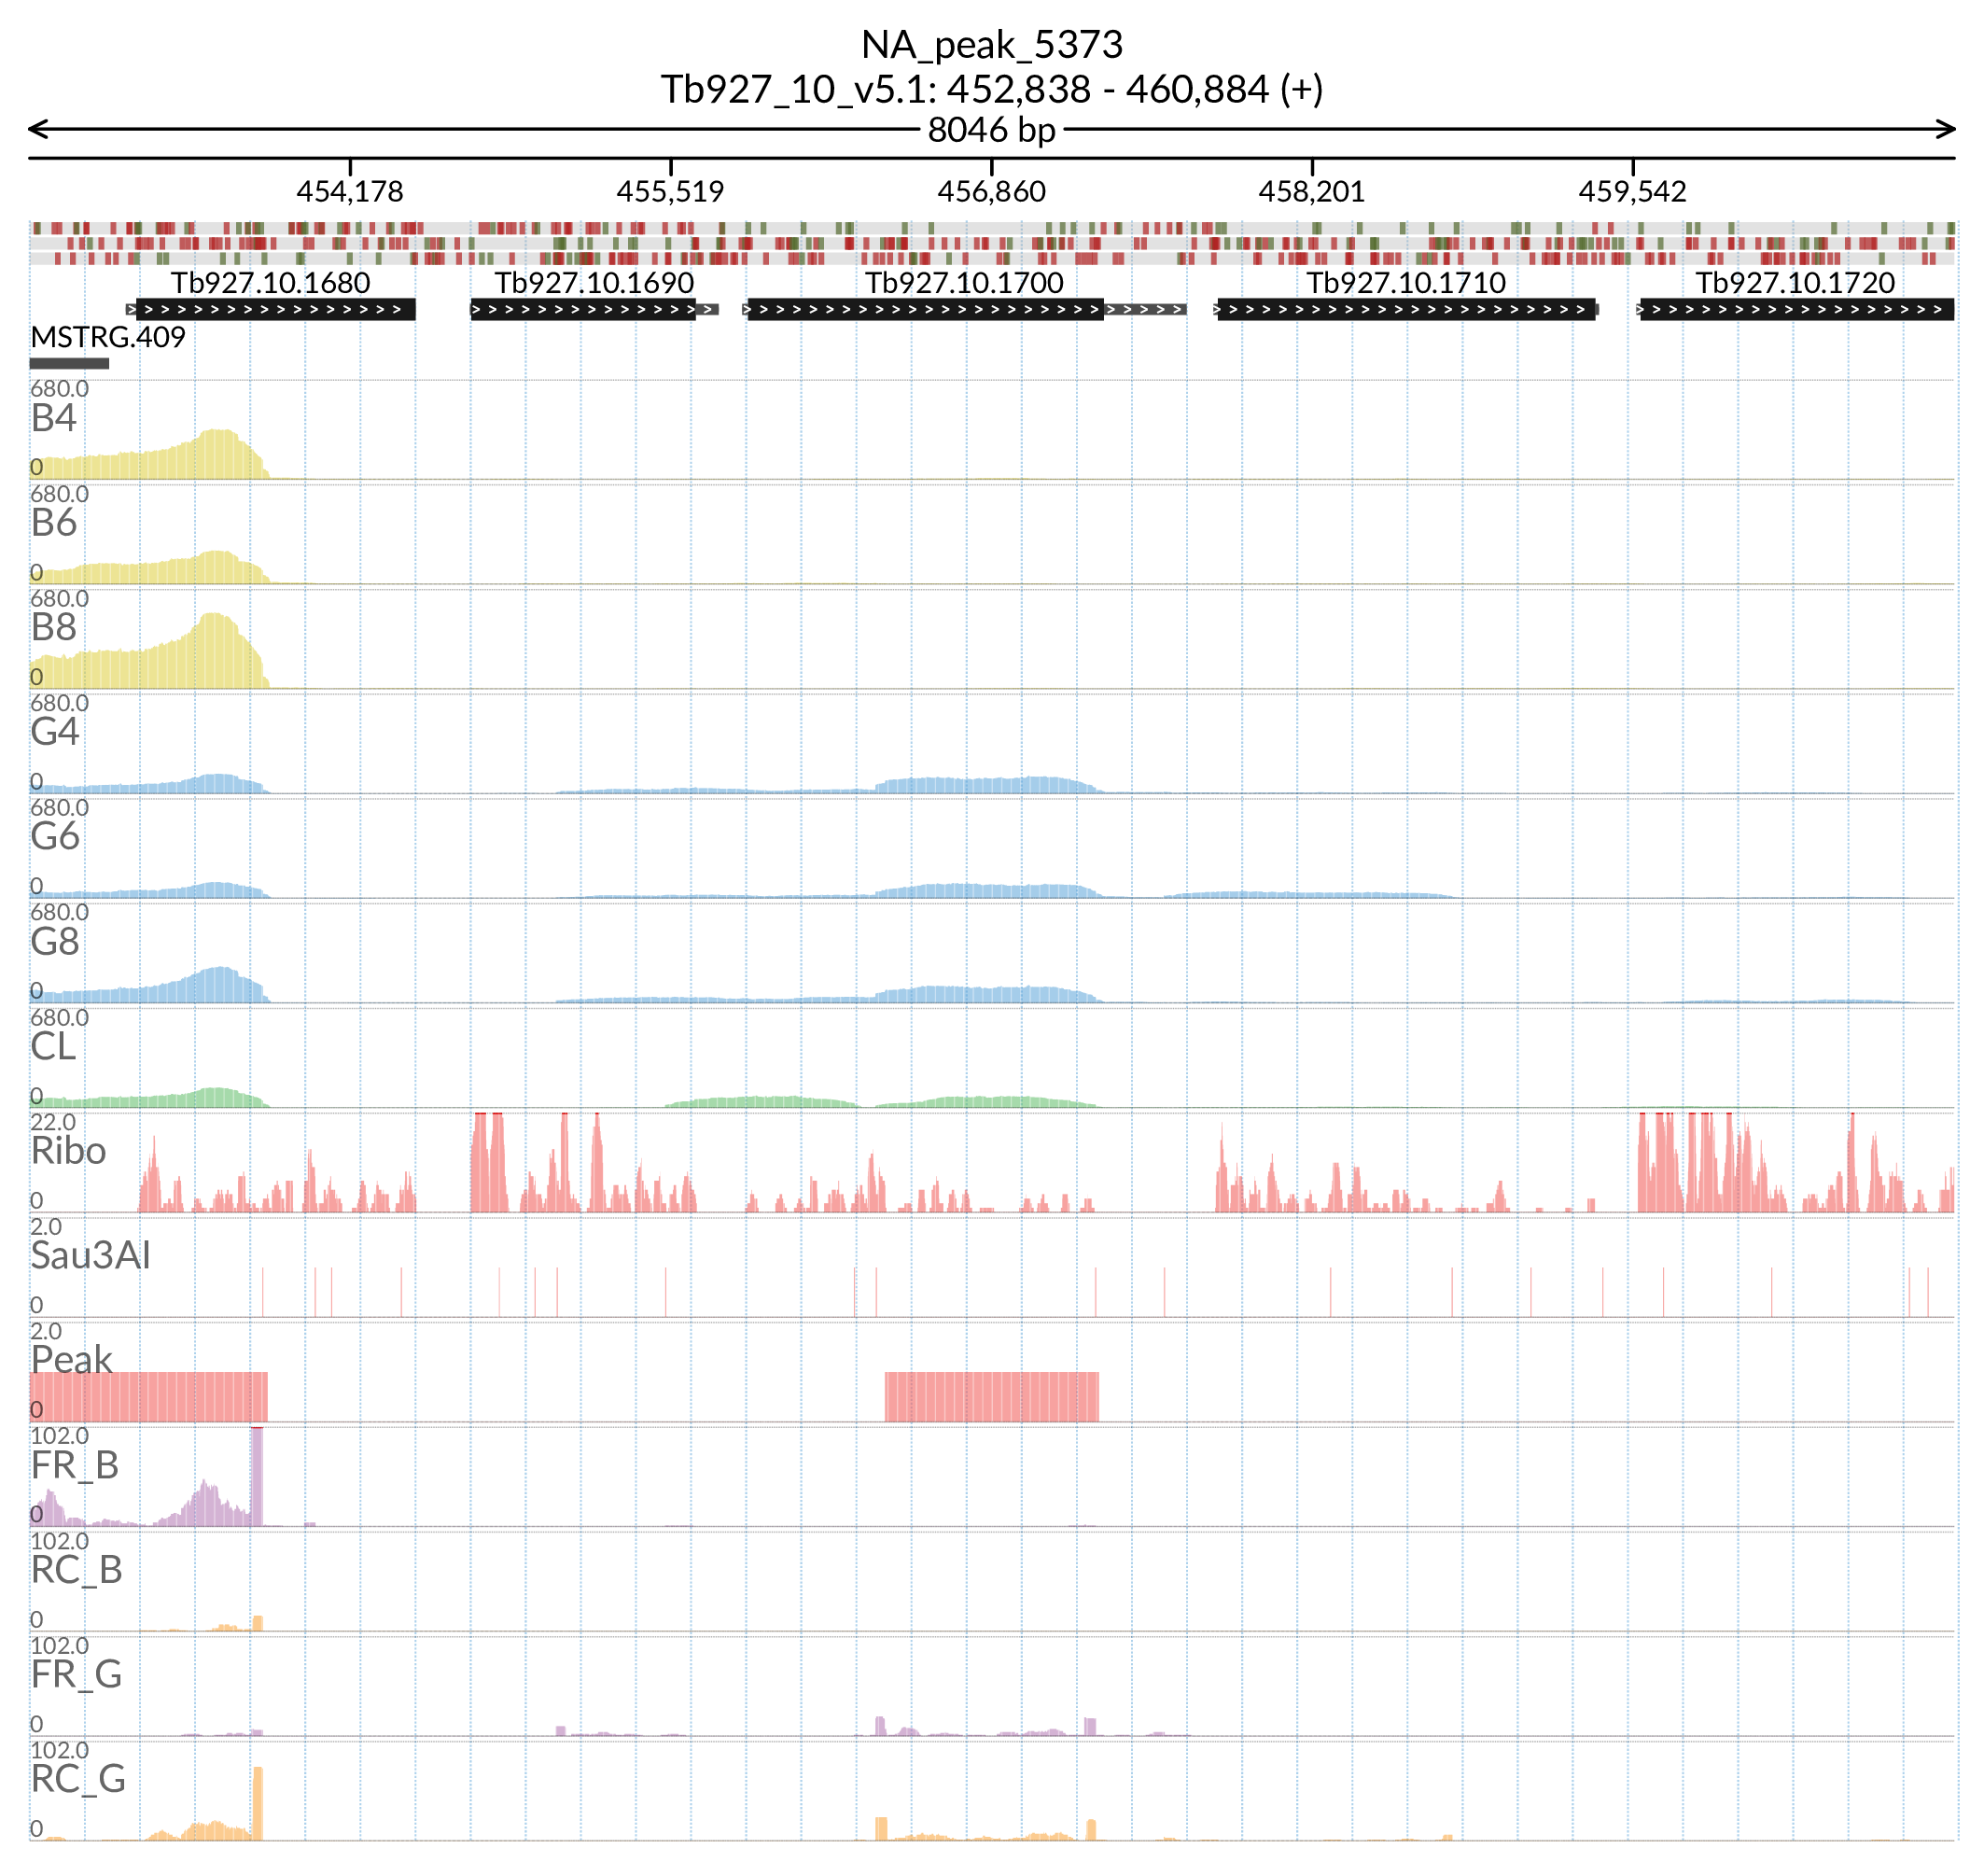 NA_peak_5373
Tb927_10_v5.1: 452,838 - 460,884 (+)
8046 bp
454,178 455,519 456,860 458,201 459,542
Tb927.10.1680 Tb927.10.1690 Tb927.10.1700 Tb927.10.1710 Tb927.10.1720
MSTRG.409
680.0
B4
0
680.0
B6
0
680.0
B8
0
680.0
G4
0
680.0
G6
0
680.0
G8
0
680.0
CL
0
22.0
Ribo
0
2.0
Sau3AI
0
2.0
Peak
0
102.0
FR_B
0
102.0
RC_B
0
102.0
FR_G
0
102.0
RC_G
0